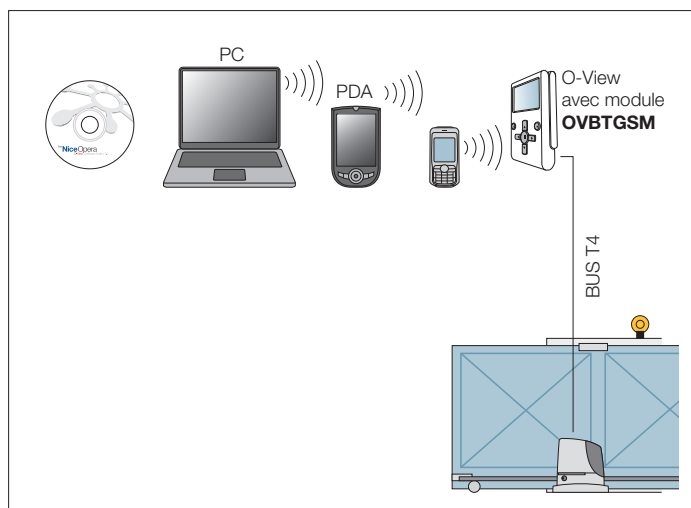 PC
PDA
O-View
avec module
OVBTGSM
NiceOpera
BUS T4